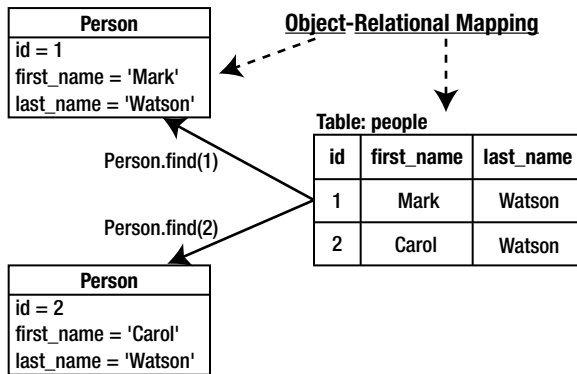 Person
id = 1
first_name = 'Mark'
last_name = 'Watson'
Object-Relational Mapping
Person.find(1)
Person.find(2)
Table: people
id first_name last_name
1 Mark Watson
2 Carol Watson
Person
id = 2
first_name = 'Carol'
last_name = 'Watson'